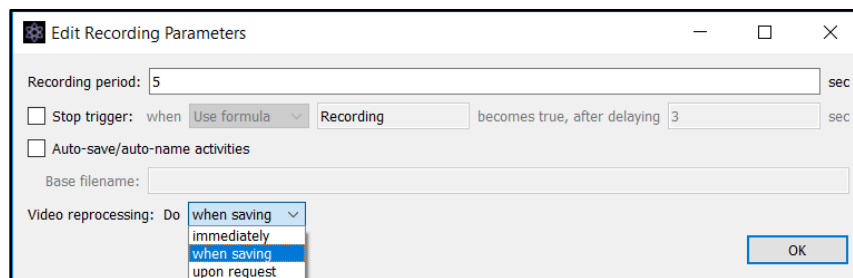 Edit Recording Parameters
Recording period: 5 sec
Stop trigger: when Use formula Recording becomes true, after delaying 3 sec
Auto-save/auto-name activities
Base filename:
Video reprocessing: Do when saving
immediately
when saving
upon request
OK